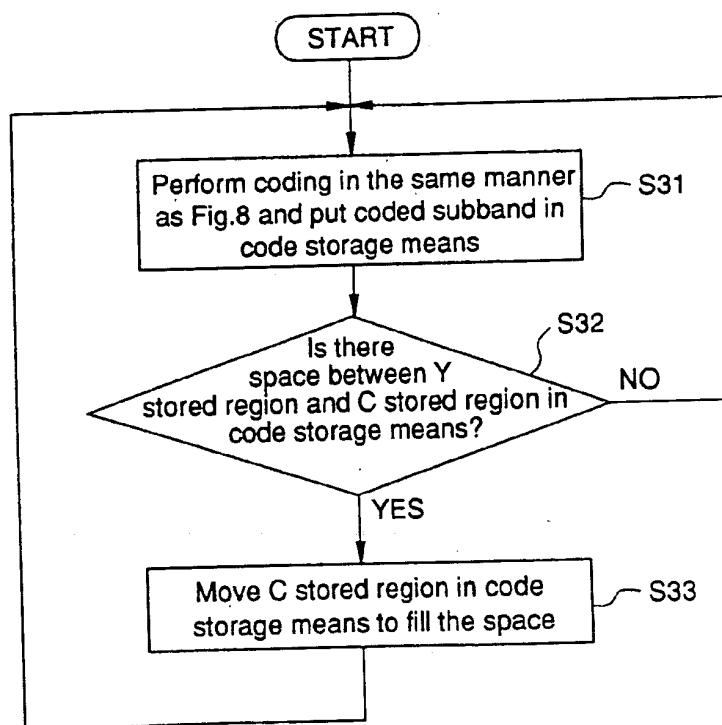 START
Perform coding in the same manner
as Fig.8 and put coded subband in
code storage means
S31
S32
Is there
space between Y
stored region and C stored region in
code storage means?
NO
YES
Move C stored region in code
storage means to fill the space
S33